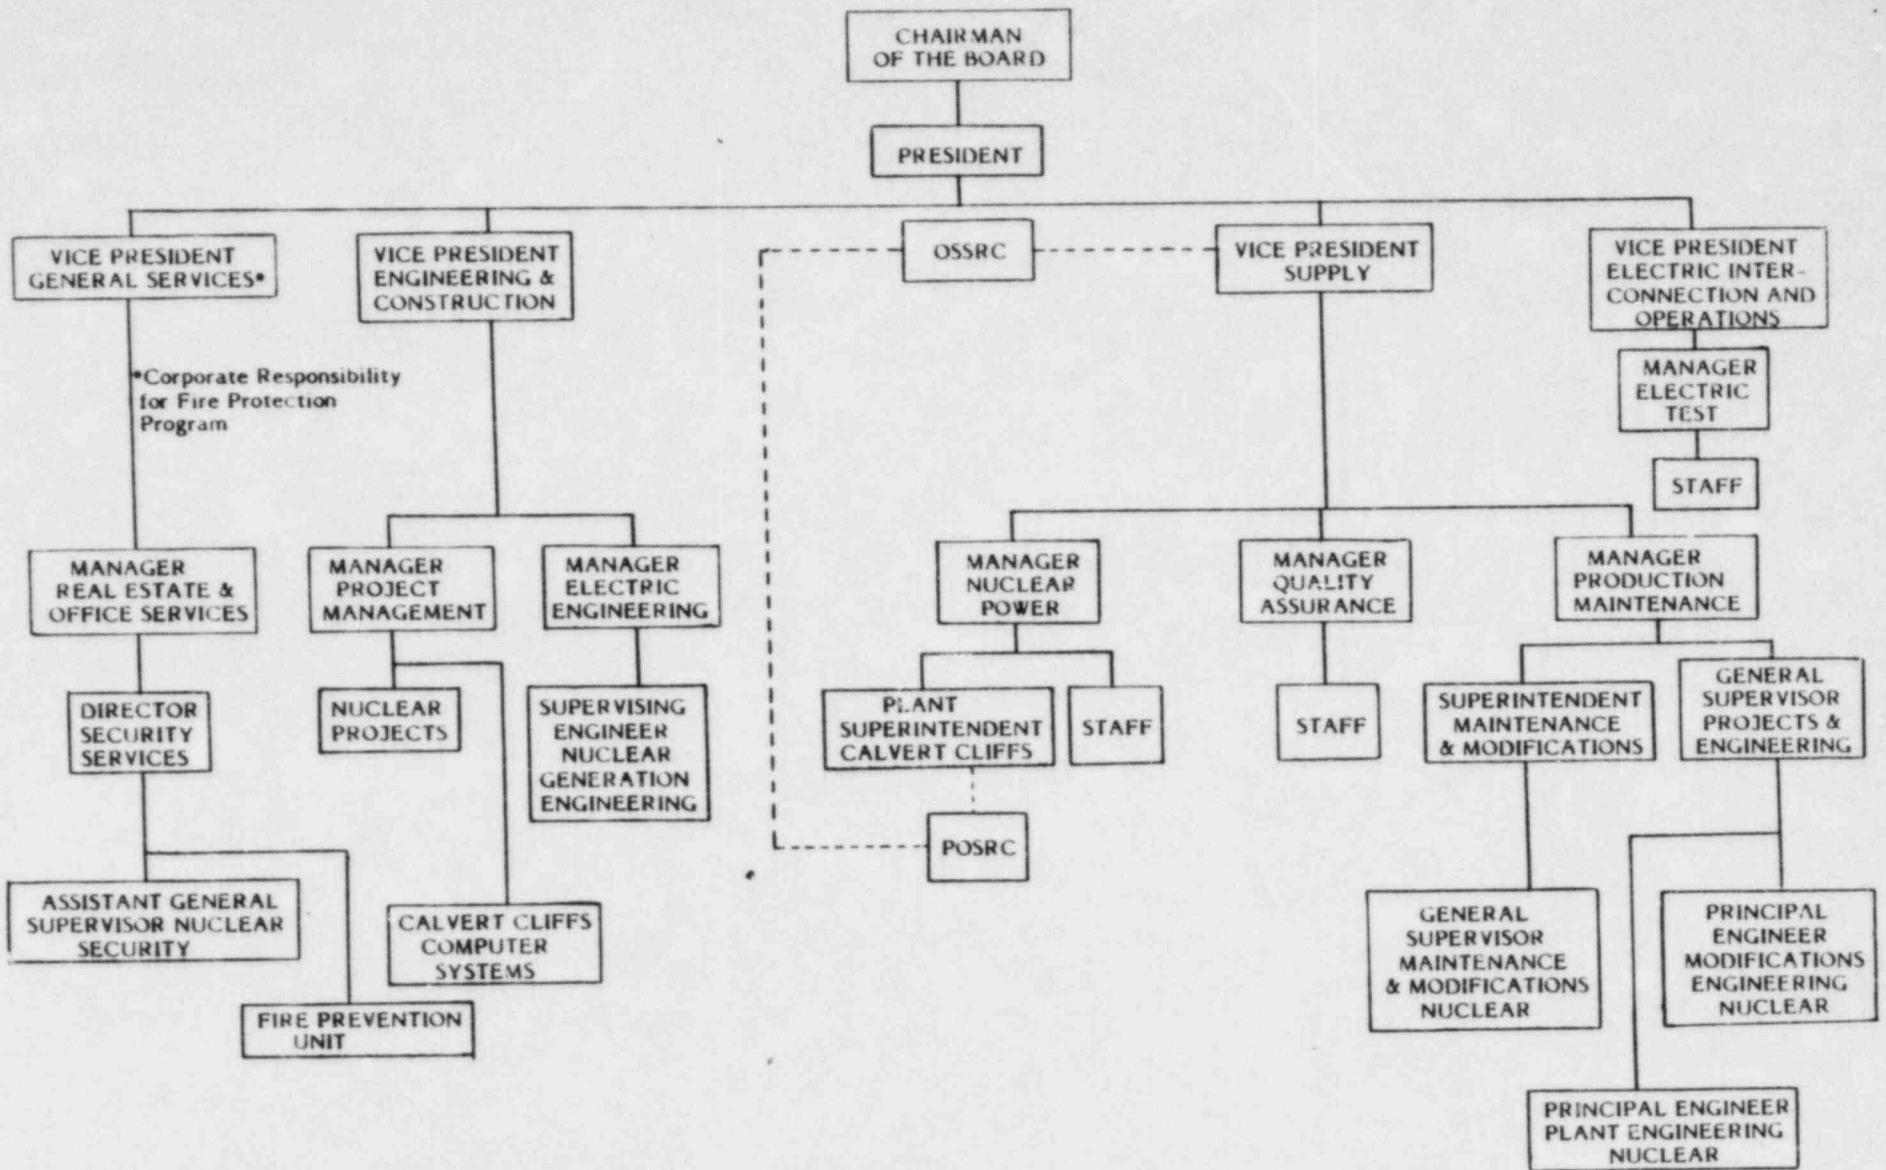 CHAIRMAN
OF THE BOARD
PRESIDENT
VICE PRESIDENT
GENERAL SERVICES*
VICE PRESIDENT
ENGINEERING &
CONSTRUCTION
OSSRC
VICE PRESIDENT
SUPPLY
VICE PRESIDENT
ELECTRIC INTER-
CONNECTION AND
OPERATIONS
*Corporate Responsibility
for Fire Protection
Program
MANAGER
ELECTRIC
TEST
STAFF
MANAGER
REAL ESTATE &
OFFICE SERVICES
MANAGER
PROJECT
MANAGEMENT
MANAGER
ELECTRIC
ENGINEERING
MANAGER
NUCLEAR
POWER
MANAGER
QUALITY
ASSURANCE
MANAGER
PRODUCTION
MAINTENANCE
DIRECTOR
SECURITY
SERVICES
NUCLEAR
PROJECTS
SUPERVISING
ENGINEER
NUCLEAR
GENERATION
ENGINEERING
PLANT
SUPERINTENDENT
CALVERT CLIFFS
STAFF
STAFF
SUPERINTENDENT
MAINTENANCE
& MODIFICATIONS
GENERAL
SUPERVISOR
PROJECTS &
ENGINEERING
POSRC
ASSISTANT GENERAL
SUPERVISOR NUCLEAR
SECURITY
CALVERT CLIFFS
COMPUTER
SYSTEMS
GENERAL
SUPERVISOR
MAINTENANCE
& MODIFICATIONS
NUCLEAR
PRINCIPAL
ENGINEER
MODIFICATIONS
ENGINEERING
NUCLEAR
FIRE PREVENTION
UNIT
PRINCIPAL ENGINEER
PLANT ENGINEERING
NUCLEAR